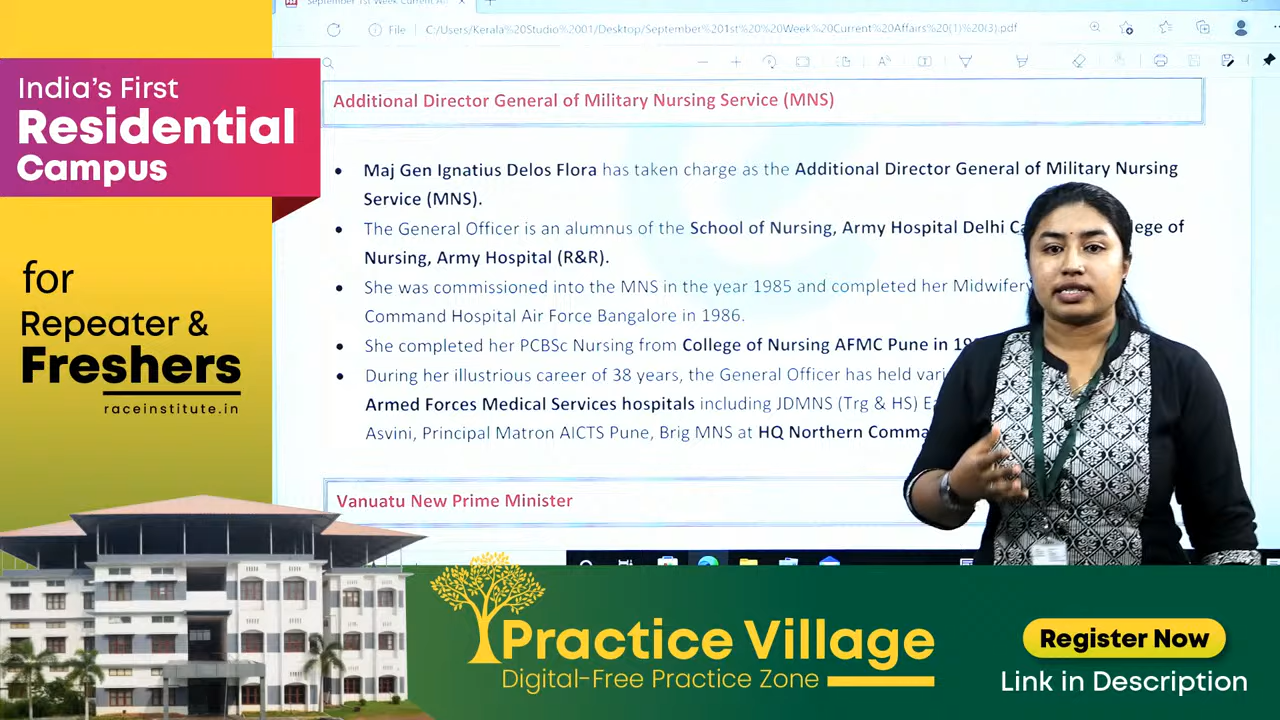 September 1st Week Current Af
File
C:/Users/Kerala%20Studio%2001/Desktop/September%201st%20%20Week%20Current%20Affairs%20(1)%20(3).pdf
India's First
Residential
Campus
for
Repeater &
Freshers
raceinstitute.in
Additional Director General of Military Nursing Service (MNS)
• Maj Gen Ignatius Delos Flora has taken charge as the Additional Director General of Military Nursing
Service (MNS).
• The General Officer is an alumnus of the School of Nursing, Army Hospital Delhi Ca ege of
Nursing, Army Hospital (R&R).
• She was commissioned into the MNS in the year 1985 and completed her Midwifery
Command Hospital Air Force Bangalore in 1986.
• She completed her PCBSc Nursing from College of Nursing AFMC Pune in 19
• During her illustrious career of 38 years, the General Officer has held vari
Armed Forces Medical Services hospitals including JDMNS (Trg & HS) E
Asvini, Principal Matron AICTS Pune, Brig MNS at HQ Northern Comma
Vanuatu New Prime Minister
Practice Village
Digital-Free Practice Zone
Register Now
Link in Description